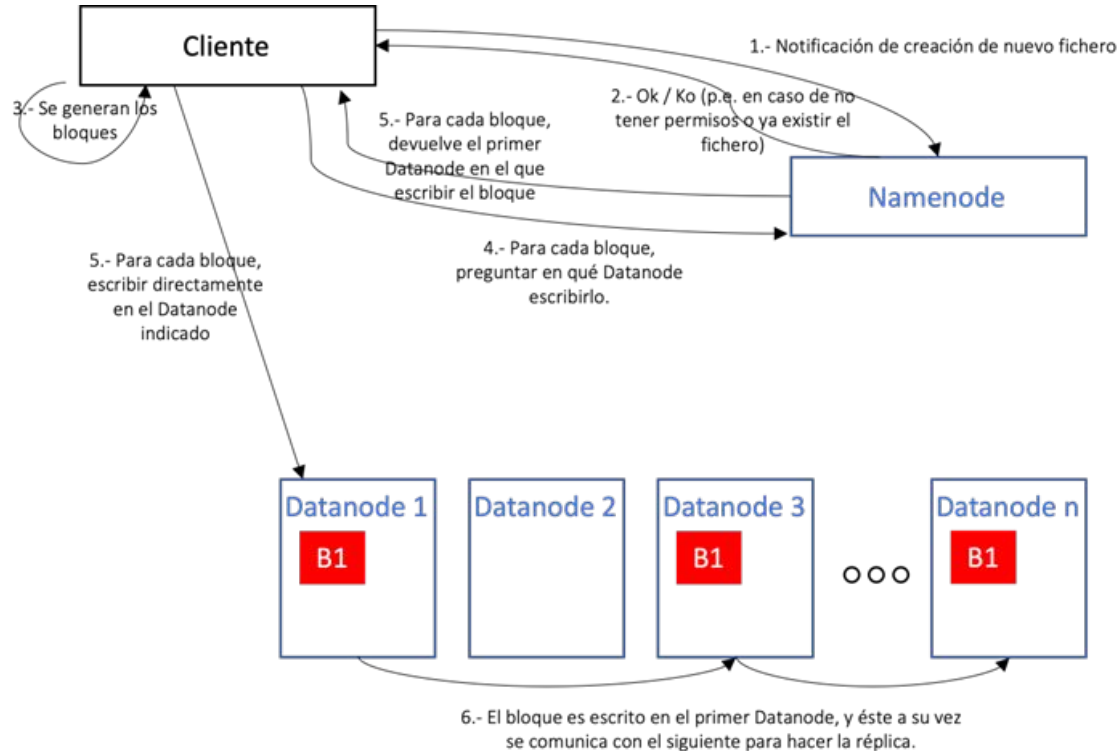 Cliente
1.- Notificación de creación de nuevo fichero
2.- Ok / Ko (p.e. en caso de no
tener permisos o ya existir el
fichero)
3.- Se generan los
bloques
5.- Para cada bloque,
devuelve el primer
Datanode en el que
escribir el bloque
Namenode
4.- Para cada bloque,
preguntar en qué Datanode
escribirlo.
5.- Para cada bloque,
escribir directamente
en el Datanode
indicado
Datanode 1
B1
Datanode 2
Datanode 3
B1
Datanode n
B1
6.- El bloque es escrito en el primer Datanode, y éste a su vez
se comunica con el siguiente para hacer la réplica.